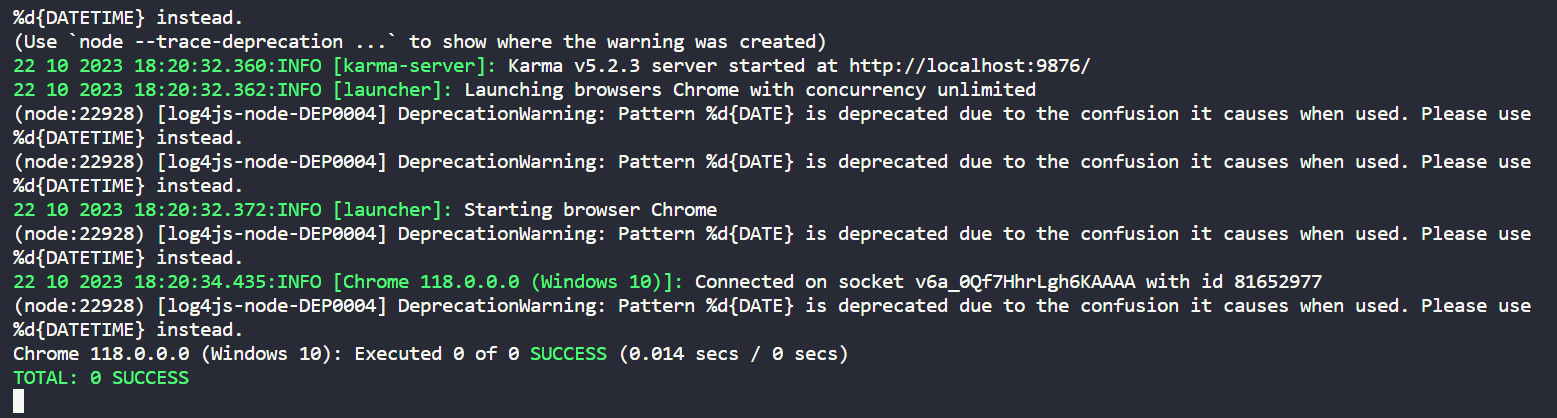 %d{DATETIME} instead.
(Use `node --trace-deprecation ...` to show where the warning was created)
22 10 2023 18:20:32.360:INFO [karma-server]: Karma v5.2.3 server started at http://localhost:9876/
22 10 2023 18:20:32.362:INFO [launcher]: Launching browsers Chrome with concurrency unlimited
(node:22928) [log4js-node-DEP0004] DeprecationWarning: Pattern %d{DATE} is deprecated due to the confusion it causes when used. Please use
%d{DATETIME} instead.
(node:22928) [log4js-node-DEP0004] DeprecationWarning: Pattern %d{DATE} is deprecated due to the confusion it causes when used. Please use
%d{DATETIME} instead.
22 10 2023 18:20:32.372:INFO [launcher]: Starting browser Chrome
(node:22928) [log4js-node-DEP0004] DeprecationWarning: Pattern %d{DATE} is deprecated due to the confusion it causes when used. Please use
%d{DATETIME} instead.
22 10 2023 18:20:34.435:INFO [Chrome 118.0.0.0 (Windows 10)]: Connected on socket v6a_0Qf7HhrLgh6KAAAA with id 81652977
(node:22928) [log4js-node-DEP0004] DeprecationWarning: Pattern %d{DATE} is deprecated due to the confusion it causes when used. Please use
%d{DATETIME} instead.
Chrome 118.0.0.0 (Windows 10): Executed 0 of 0 SUCCESS (0.014 secs / 0 secs)
TOTAL: 0 SUCCESS